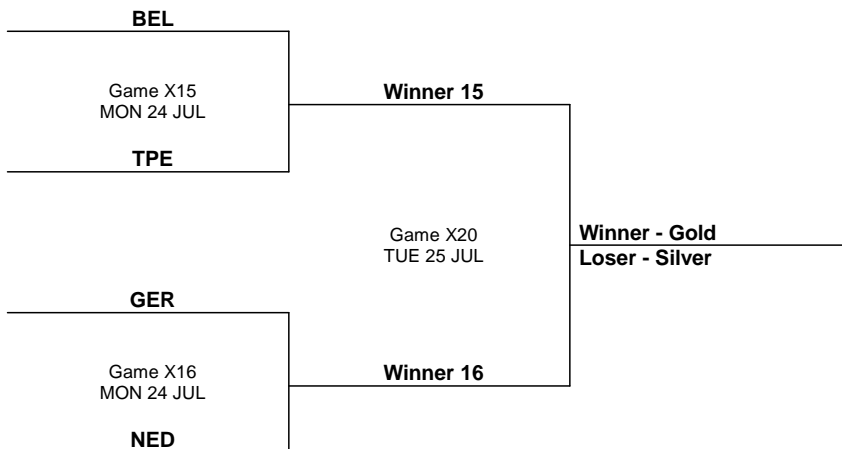 BEL
Game X15
MON 24 JUL
Winner 15
TPE
Game X20
TUE 25 JUL
Winner - Gold
Loser - Silver
GER
Game X16
MON 24 JUL
Winner 16
NED